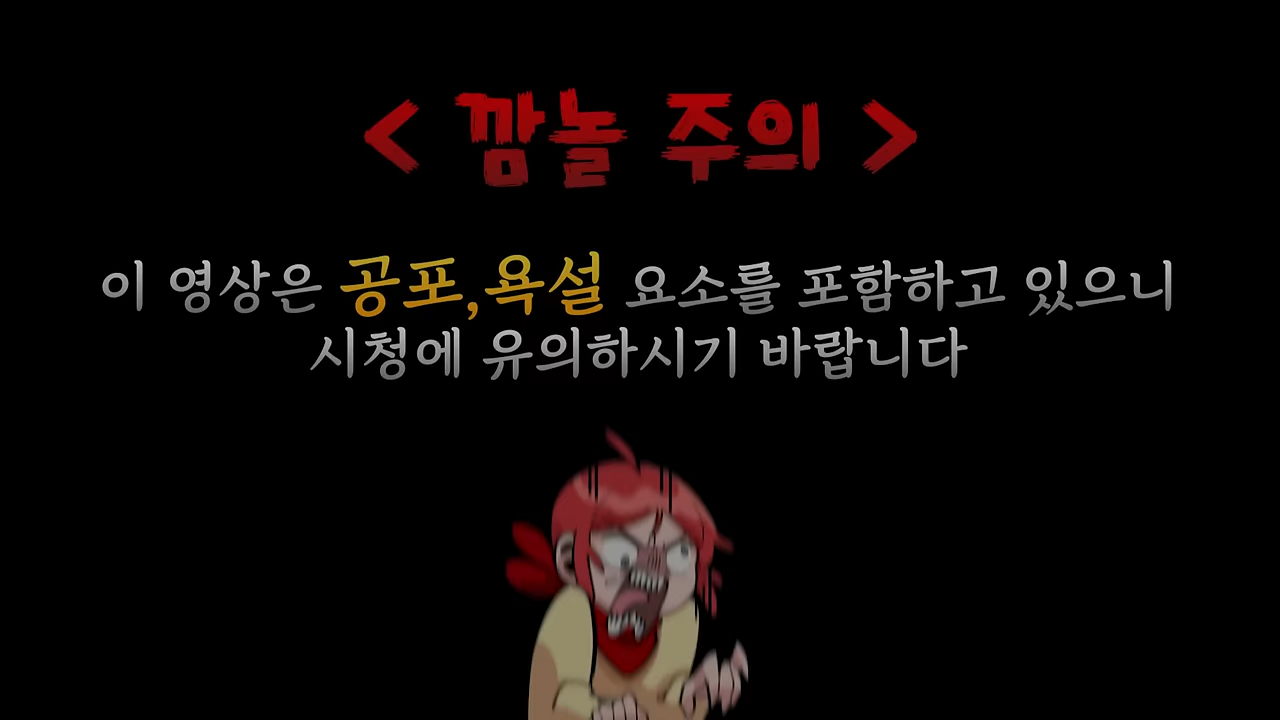 < 깜놀 주의 >
이 영상은 공포,욕설 요소를 포함하고 있으니
시청에 유의하시기 바랍니다